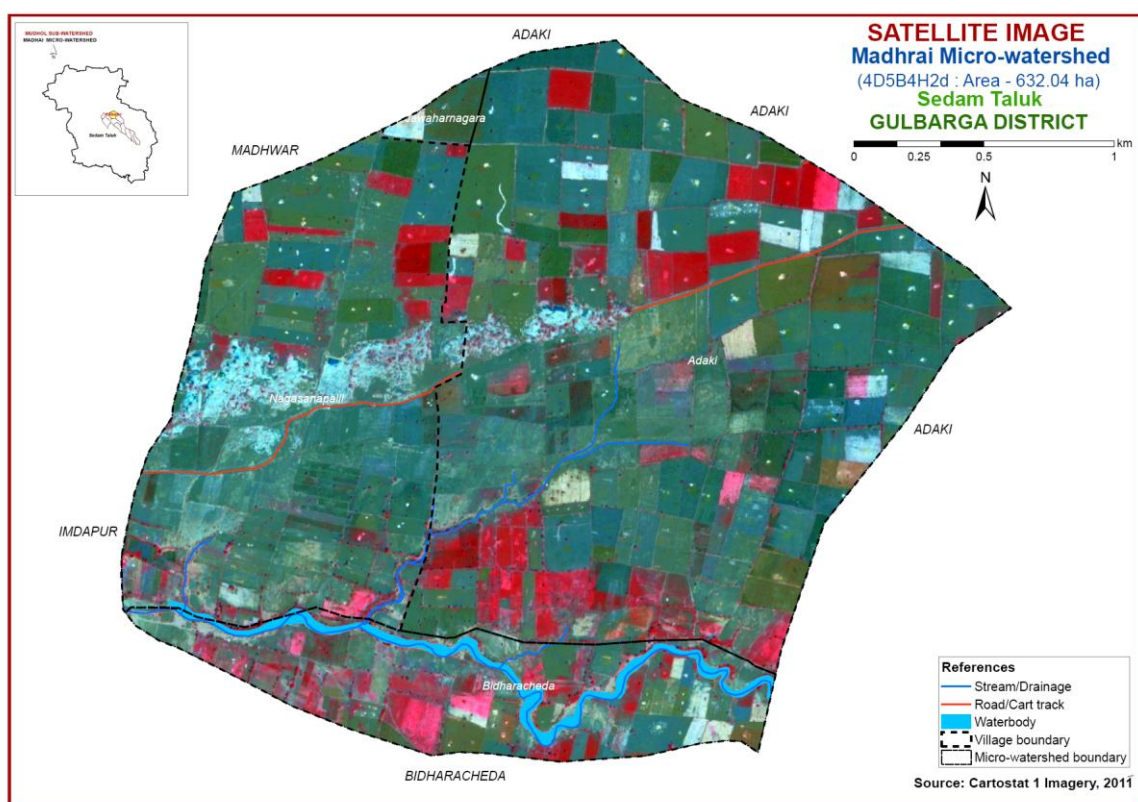 MUDHOL SUB-WATERSHED
MADHAI MICRO-WATERSHED
Sedam Taluk
SATELLITE IMAGE
Madhrai Micro-watershed
(4D5B4H2d : Area - 632.04 ha)
Sedam Taluk
GULBARGA DISTRICT
0 0.25 0.5 1
km
N
ADAKI
ADAKI
Jawaharnagara
MADHWAR
Adaki
Nagasanapalli
ADAKI
IMDAPUR
Bidharacheda
BIDHARACHEDA
References
Stream/Drainage
Road/Cart track
Waterbody
Village boundary
Micro-watershed boundary
Source: Cartostat 1 Imagery, 2011